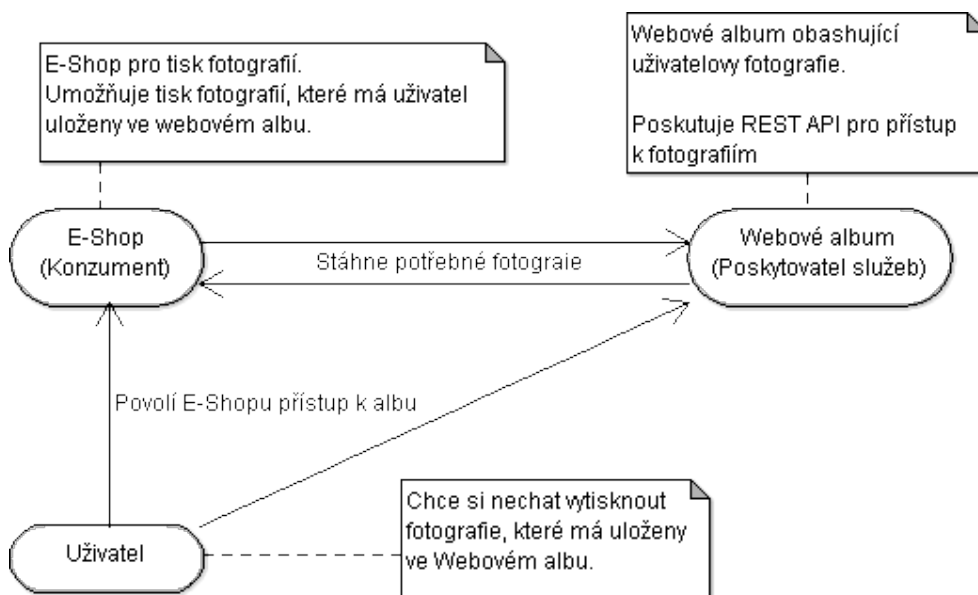 E-Shop pro tisk fotografií.
Umožňuje tisk fotografií, které má uživatel
uloženy ve webovém albu.
Webové album obashující
uživatelovy fotografie.
Poskutuje REST API pro přístup
k fotografiím
E-Shop
(Konzument)
Stáhne potřebné fotograie
Webové album
(Poskytovatel služeb)
Povolí E-Shopu přístup k albu
Uživatel
Chce si nechat vytisknout
fotografie, které má uloženy
ve Webovém albu.